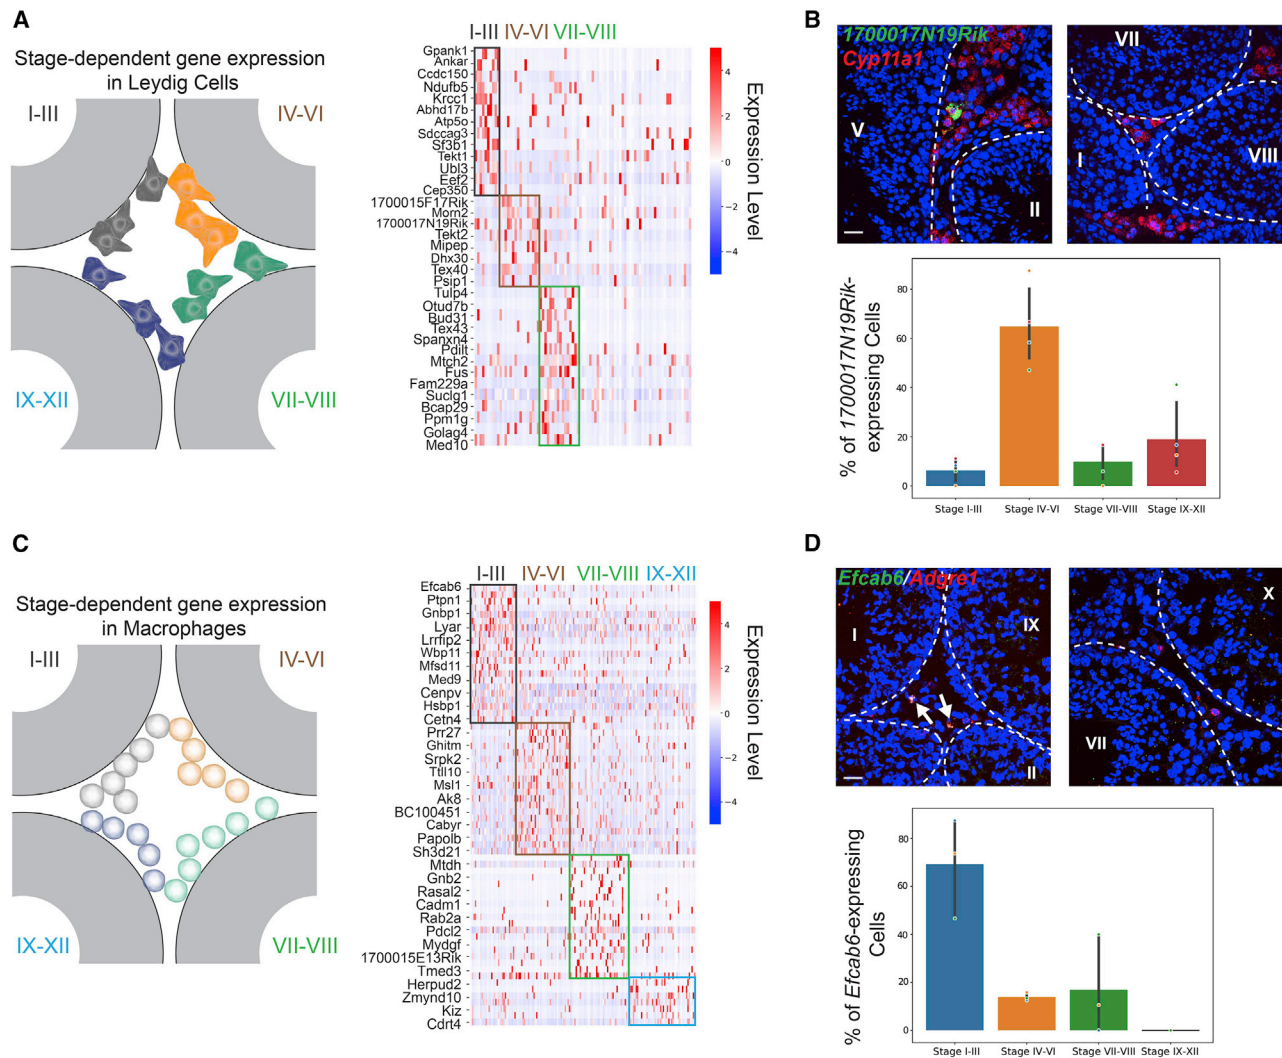 A
Stage-dependent gene expression
in Leydig Cells
I-III
IV-VI
IX-XII
VII-VIII
I-III IV-VI VII-VIII
Gpank1
Ankar
Ccdc150
Ndufb5
Krcc1
Abhd17b
Atp5o
Sdccag3
Sf3b1
Tekt1
Ubl3
Eef2
Cep350
1700015F17Rik
Mom2
1700017N19Rik
Tekt2
Mipep
Dhx30
Tex40
Psip1
Tulp4
Otud7b
Bud31
Tex43
Spanxn4
Pdilt
Mtch2
Fus
Fam229a
Suclg1
Bcap29
Ppm1g
Golag4
Med10
4
2
0
−2
−4
Expression Level
B
1700017N19Rik
Cyp11a1
V
II
VII
I
VIII
% of 1700017N19Rik-
expressing Cells
80
60
40
20
0
Stage I-III
Stage IV-VI
Stage VII-VIII
Stage IX-XII
C
Stage-dependent gene expression
in Macrophages
I-III
IV-VI
IX-XII
VII-VIII
I-III IV-VI VII-VIII IX-XII
Efcab6
Ptpn1
Gnbp1
Lyar
Lrrfip2
Wbp11
Mfsd11
Med9
Cenpv
Hsbp1
Cetn4
Prr27
Ghitm
Srpk2
Ttll10
Msl1
Ak8
BC100451
Cabyr
Papolb
Sh3d21
Mtdh
Gnb2
Rasal2
Cadm1
Rab2a
Pdcl2
Mydgf
1700015E13Rik
Tmed3
Herpud2
Zmynd10
Kiz
Cdrt4
4
2
0
−2
−4
Expression Level
D
Efcab6/Adgre1
I
IX
II
X
VII
% of Efcab6-expressing
Cells
80
60
40
20
0
Stage I-III
Stage IV-VI
Stage VII-VIII
Stage IX-XII